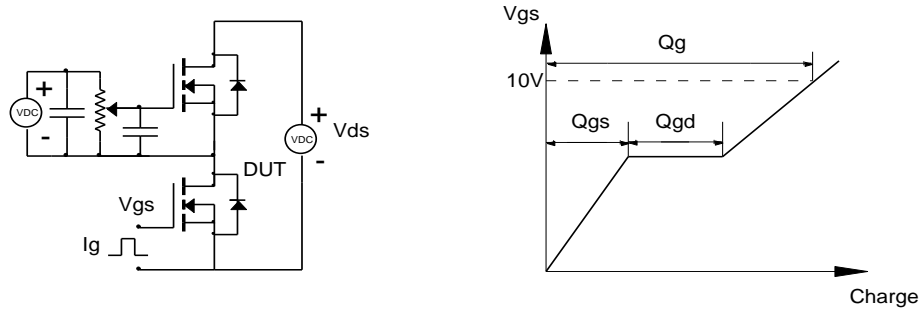 +
VDC
-
+
VDC
-
Vds
DUT
Vgs
Ig
Vgs
Qg
10V
Qgs
Qgd
Charge